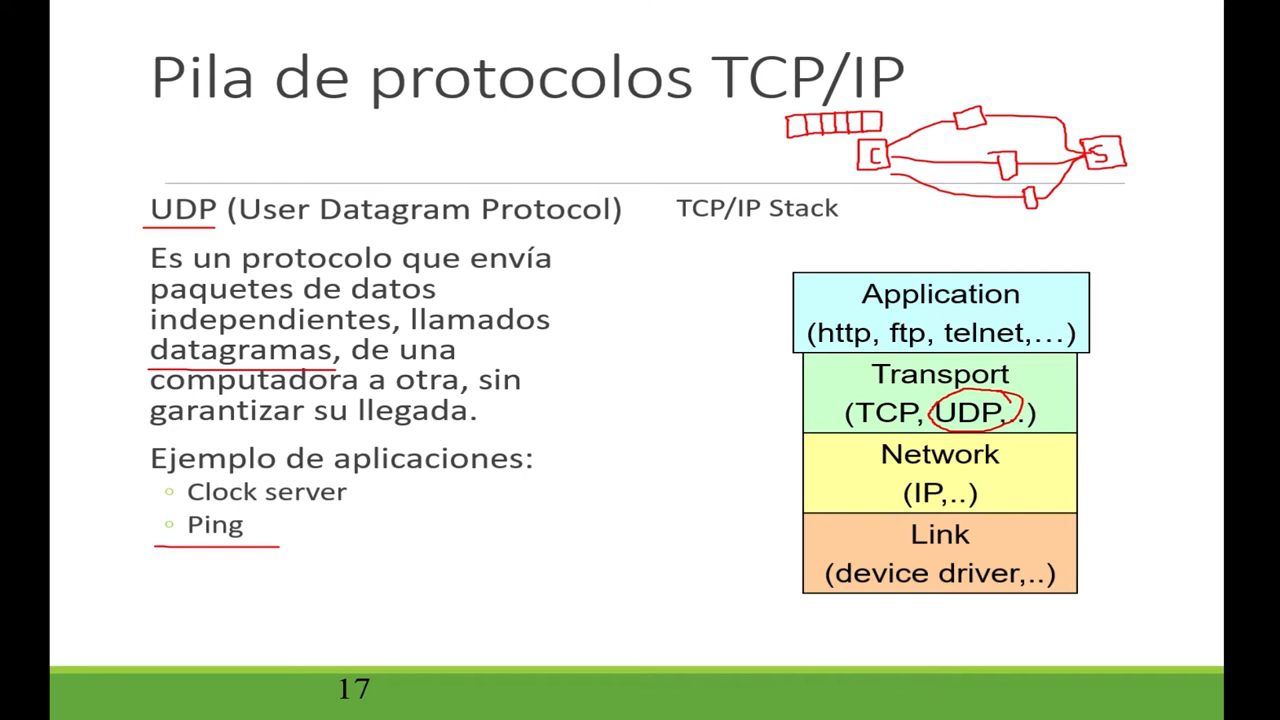 Pila de protocolos TCP/IP
C
S
UDP (User Datagram Protocol)
Es un protocolo que envía
paquetes de datos
independientes, llamados
datagramas, de una
computadora a otra, sin
garantizar su llegada.
Ejemplo de aplicaciones:
Clock server
Ping
TCP/IP Stack
Application
(http, ftp, telnet,…)
Transport
(TCP, UDP,..)
Network
(IP,..)
Link
(device driver,..)
17